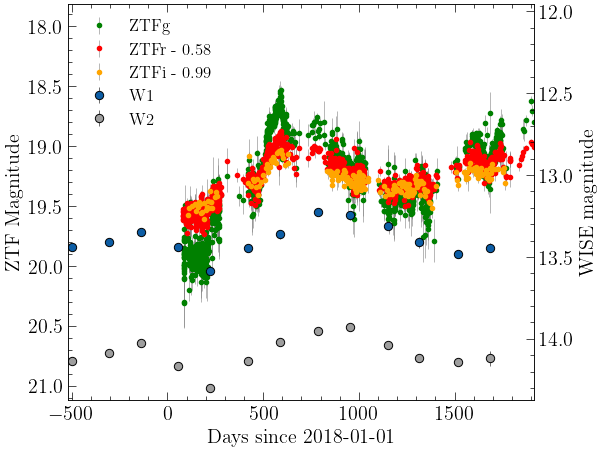 ZTFg
ZTFr - 0.58
ZTFi - 0.99
W1
W2
18.0
18.5
19.0
19.5
20.0
20.5
21.0
ZTF Magnitude
12.0
12.5
13.0
13.5
14.0
WISE magnitude
−500
0
500
1000
1500
Days since 2018-01-01